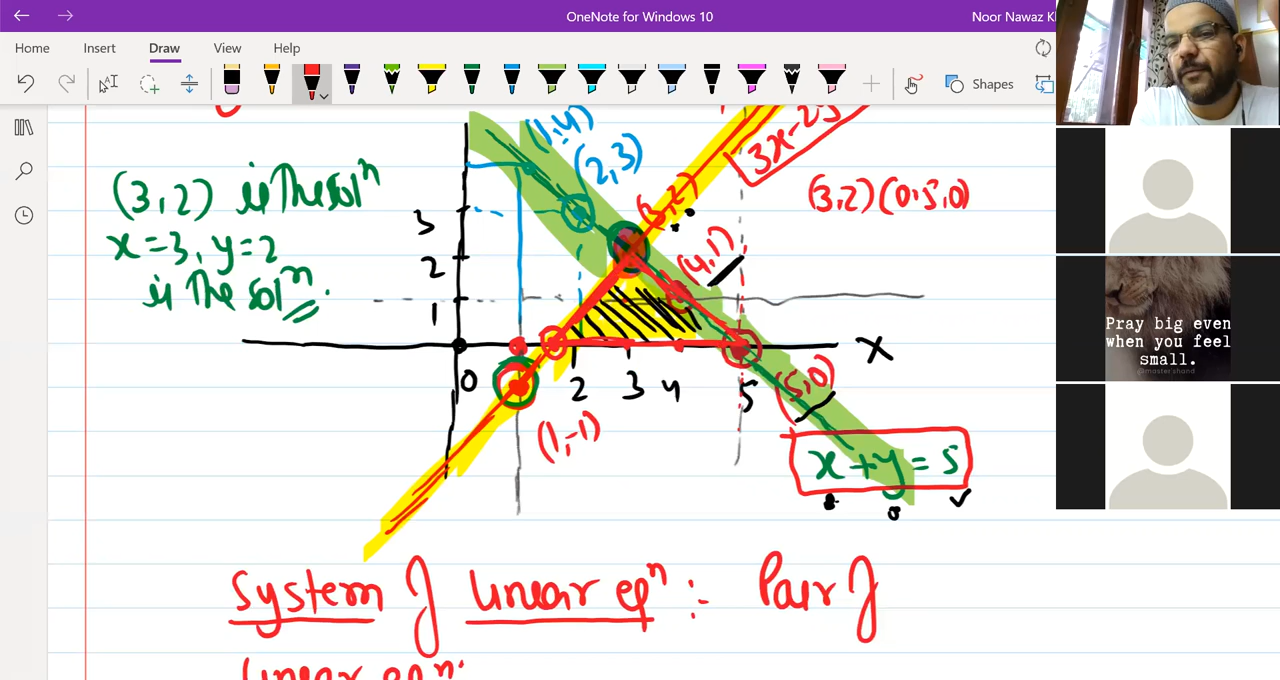 OneNote for Windows 10
Noor Nawaz K
Home Insert Draw View Help
Shapes
(1,4)
(2,3)
3x-2y
(3,2) is the solⁿ
(3,2)
(3,2)(0,5,0)
x=3, y=2
is the solⁿ
(4,1)
3
2
1
X
0 2 3 4 5
(5,0)
(1,-1)
x+y=5
System of linear eqⁿ :- Pair of
linear eqⁿ.
Pray big even
when you feel
small.